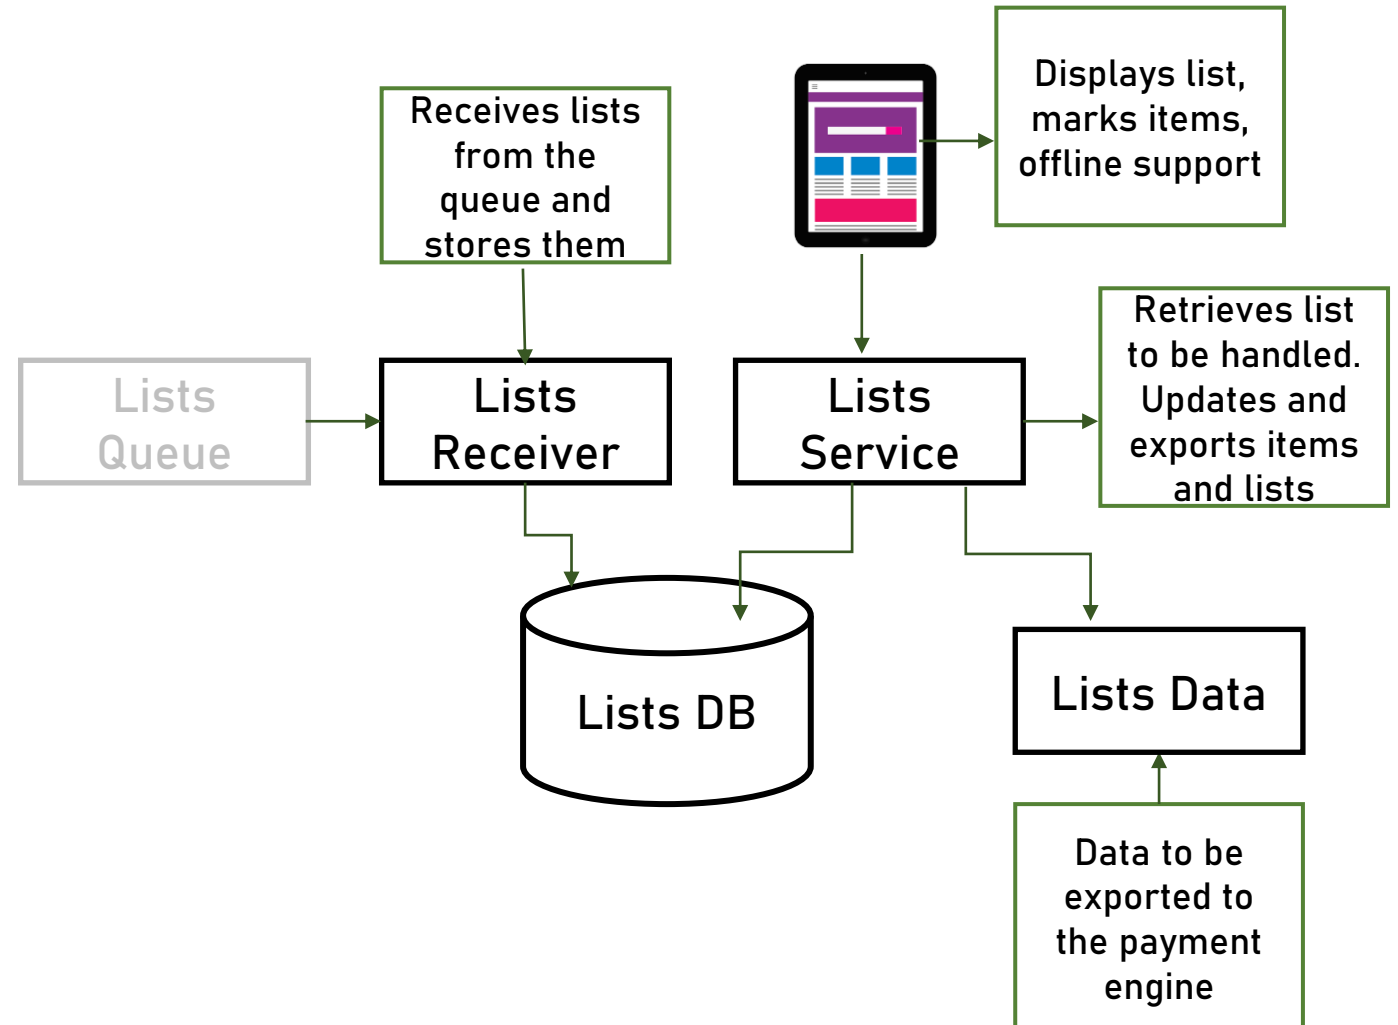 Displays list,
marks items,
offline support
Receives lists
from the
queue and
stores them
Retrieves list
to be handled.
Updates and
exports items
and lists
Lists
Queue
Lists
Receiver
Lists
Service
Lists DB
Lists Data
Data to be
exported to
the payment
engine